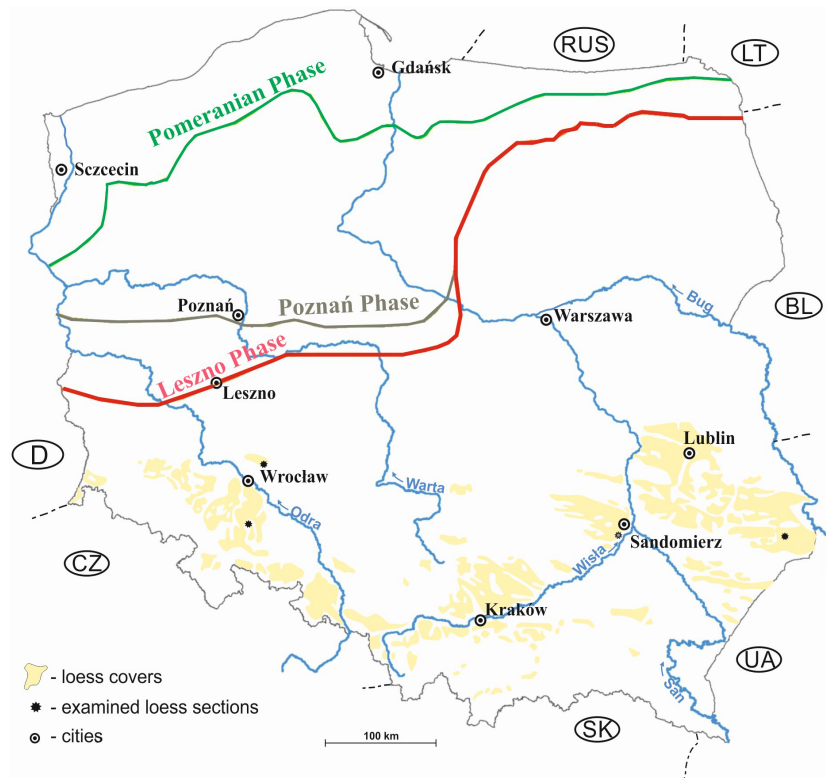 RUS
LT
Gdańsk
Pomeranian Phase
Sczcecin
Poznań
Poznań Phase
Bug
BL
Warszawa
Leszno Phase
Leszno
Lublin
D
Wrocław
Warta
Odra
Sandomierz
Wisła
CZ
Kraków
UA
San
- loess covers
- examined loess sections
- cities
100 km
SK